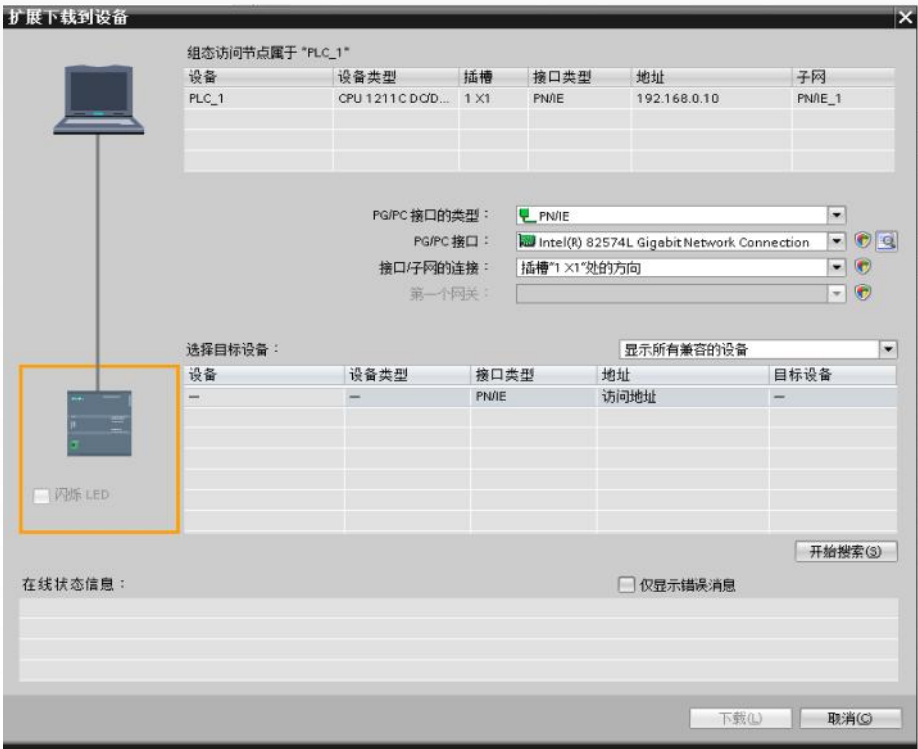 扩展下载到设备
组态访问节点属于 "PLC_1"
设备 设备类型 插槽 接口类型 地址 子网
PLC_1 CPU 1211C DC/D... 1 X1 PN/IE 192.168.0.10 PN/IE_1
PG/PC 接口的类型： PN/IE
PG/PC 接口： Intel(R) 82574L Gigabit Network Connection
接口/子网的连接： 插槽"1 X1"处的方向
第一个网关：
选择目标设备： 显示所有兼容的设备
设备 设备类型 接口类型 地址 目标设备
— — PN/IE 访问地址 —
闪烁 LED
开始搜索(S)
在线状态信息： 仅显示错误消息
下载(L) 取消(C)